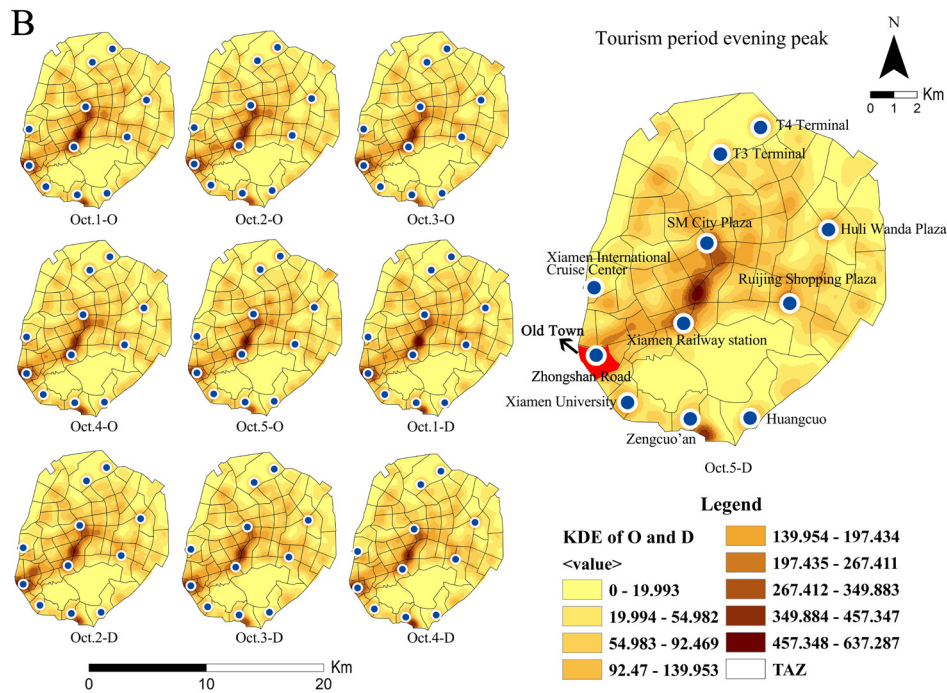 B
Tourism period evening peak
N
Km
0 1 2
Oct.1-O
Oct.2-O
Oct.3-O
T4 Terminal
T3 Terminal
SM City Plaza
Huli Wanda Plaza
Xiamen International
Cruise Center
Ruijing Shopping Plaza
Old Town
Xiamen Railway station
Zhongshan Road
Xiamen University
Huangcuo
Zengcuo’an
Oct.5-D
Oct.4-O
Oct.5-O
Oct.1-D
Oct.2-D
Oct.3-D
Oct.4-D
Km
0 10 20
Legend
KDE of O and D
<value>
0 - 19.993
19.994 - 54.982
54.983 - 92.469
92.47 - 139.953
139.954 - 197.434
197.435 - 267.411
267.412 - 349.883
349.884 - 457.347
457.348 - 637.287
TAZ